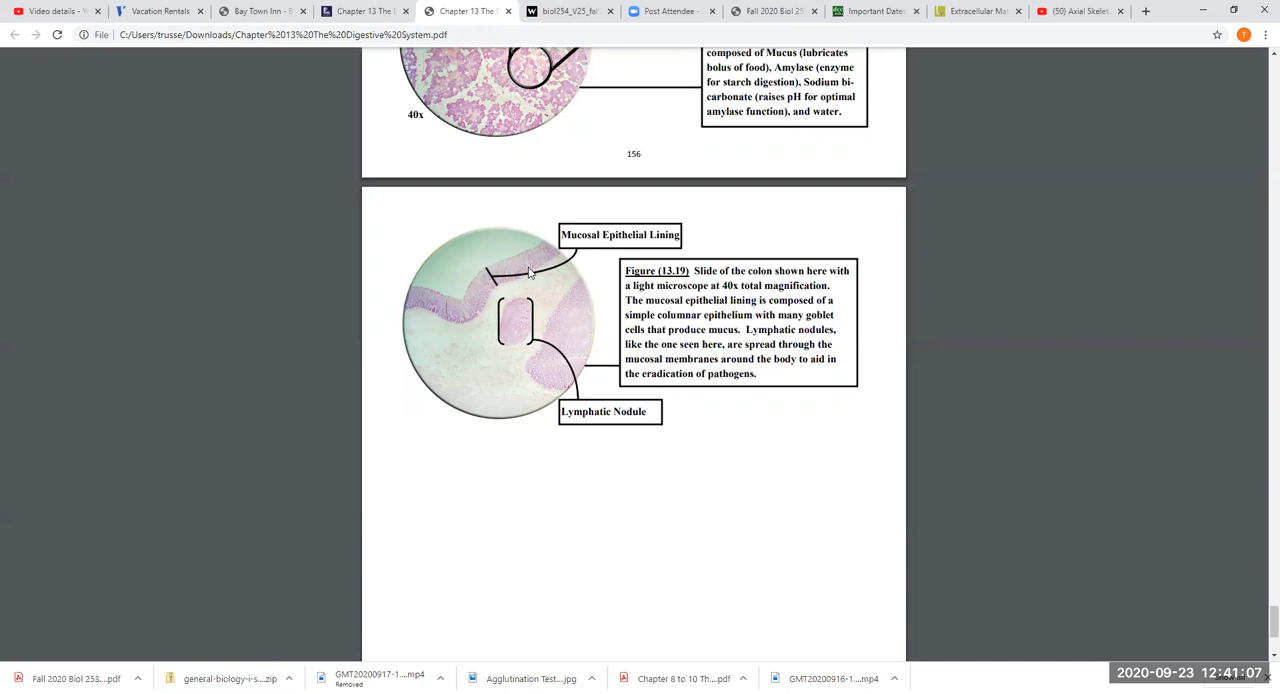 Video details - Y
Vacation Rentals
Bay Town Inn - B
Chapter 13 The D
Chapter 13 The D
biol254_V25_fal
Post Attendee -
Fall 2020 Biol 25
Important Dates
Extracellular Ma
(50) Axial Skelet
File
C:/Users/trusse/Downloads/Chapter%2013%20The%20Digestive%20System.pdf
T
composed of Mucus (lubricates
bolus of food), Amylase (enzyme
for starch digestion), Sodium bi-
carbonate (raises pH for optimal
amylase function), and water.
40x
156
Mucosal Epithelial Lining
Figure (13.19) Slide of the colon shown here with
a light microscope at 40x total magnification.
The mucosal epithelial lining is composed of a
simple columnar epithelium with many goblet
cells that produce mucus. Lymphatic nodules,
like the one seen here, are spread through the
mucosal membranes around the body to aid in
the eradication of pathogens.
Lymphatic Nodule
Fall 2020 Biol 253....pdf
general-biology-i-s....zip
GMT20200917-1....mp4
Removed
Agglutination Test....jpg
Chapter 8 to 10 Th....pdf
GMT20200916-1....mp4
2020-09-23 12:41:07